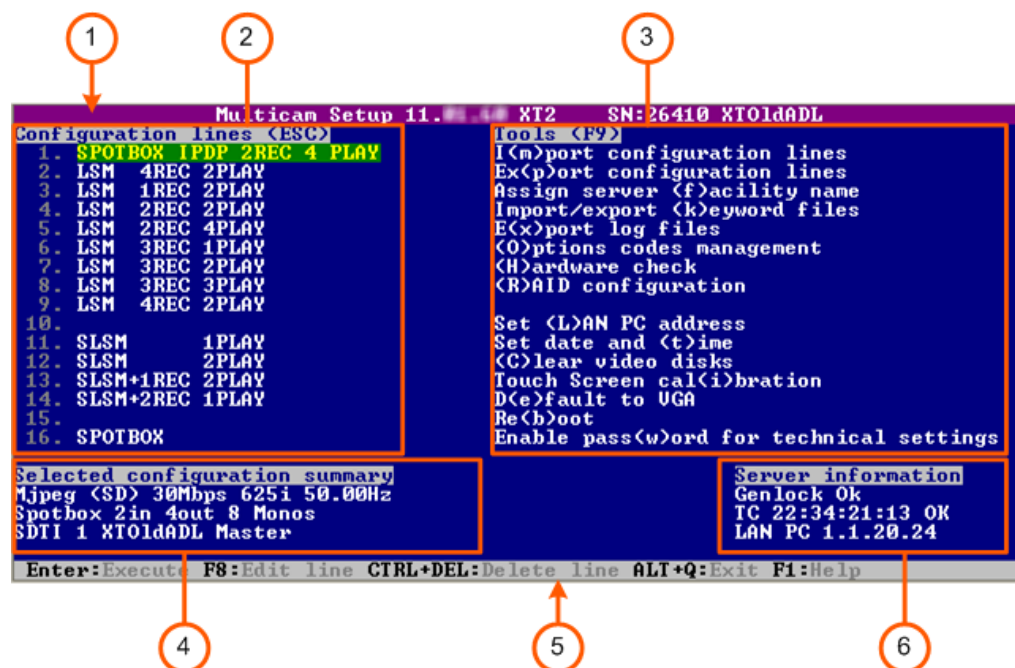 1
2
3
Multicam Setup 11. XT2 SN:26410 XTOldADL
Configuration lines (ESC)
1. SPOTBOX IPDP 2REC 4 PLAY
2. LSM 4REC 2PLAY
3. LSM 1REC 2PLAY
4. LSM 2REC 2PLAY
5. LSM 2REC 4PLAY
6. LSM 3REC 1PLAY
7. LSM 3REC 2PLAY
8. LSM 3REC 3PLAY
9. LSM 4REC 2PLAY
10.
11. SLSM 1PLAY
12. SLSM 2PLAY
13. SLSM+1REC 2PLAY
14. SLSM+2REC 1PLAY
15.
16. SPOTBOX
Tools (F9)
I(m)port configuration lines
Ex(p)ort configuration lines
Assign server (f)acility name
Import/export (k)eyword files
E(x)port log files
(O)ptions codes management
(H)ardware check
(R)AID configuration
Set (L)AN PC address
Set date and (t)ime
(C)lear video disks
Touch Screen cal(i)bration
D(e)fault to VGA
Re(b)oot
Enable pass(w)ord for technical settings
Selected configuration summary
Mjpeg (SD) 30Mbps 625i 50.00Hz
Spotbox 2in 4out 8 Monos
SDTI 1 XTOldADL Master
Server information
Genlock Ok
TC 22:34:21:13 OK
LAN PC 1.1.20.24
Enter:Execute F8:Edit line CTRL+DEL:Delete line ALT+Q:Exit F1:Help
4
5
6